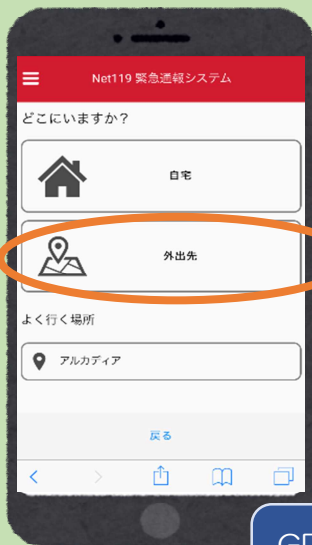 Net119 緊急通報システム
どこにいますか？
自宅
外出先
よく行く場所
アルカディア
戻る